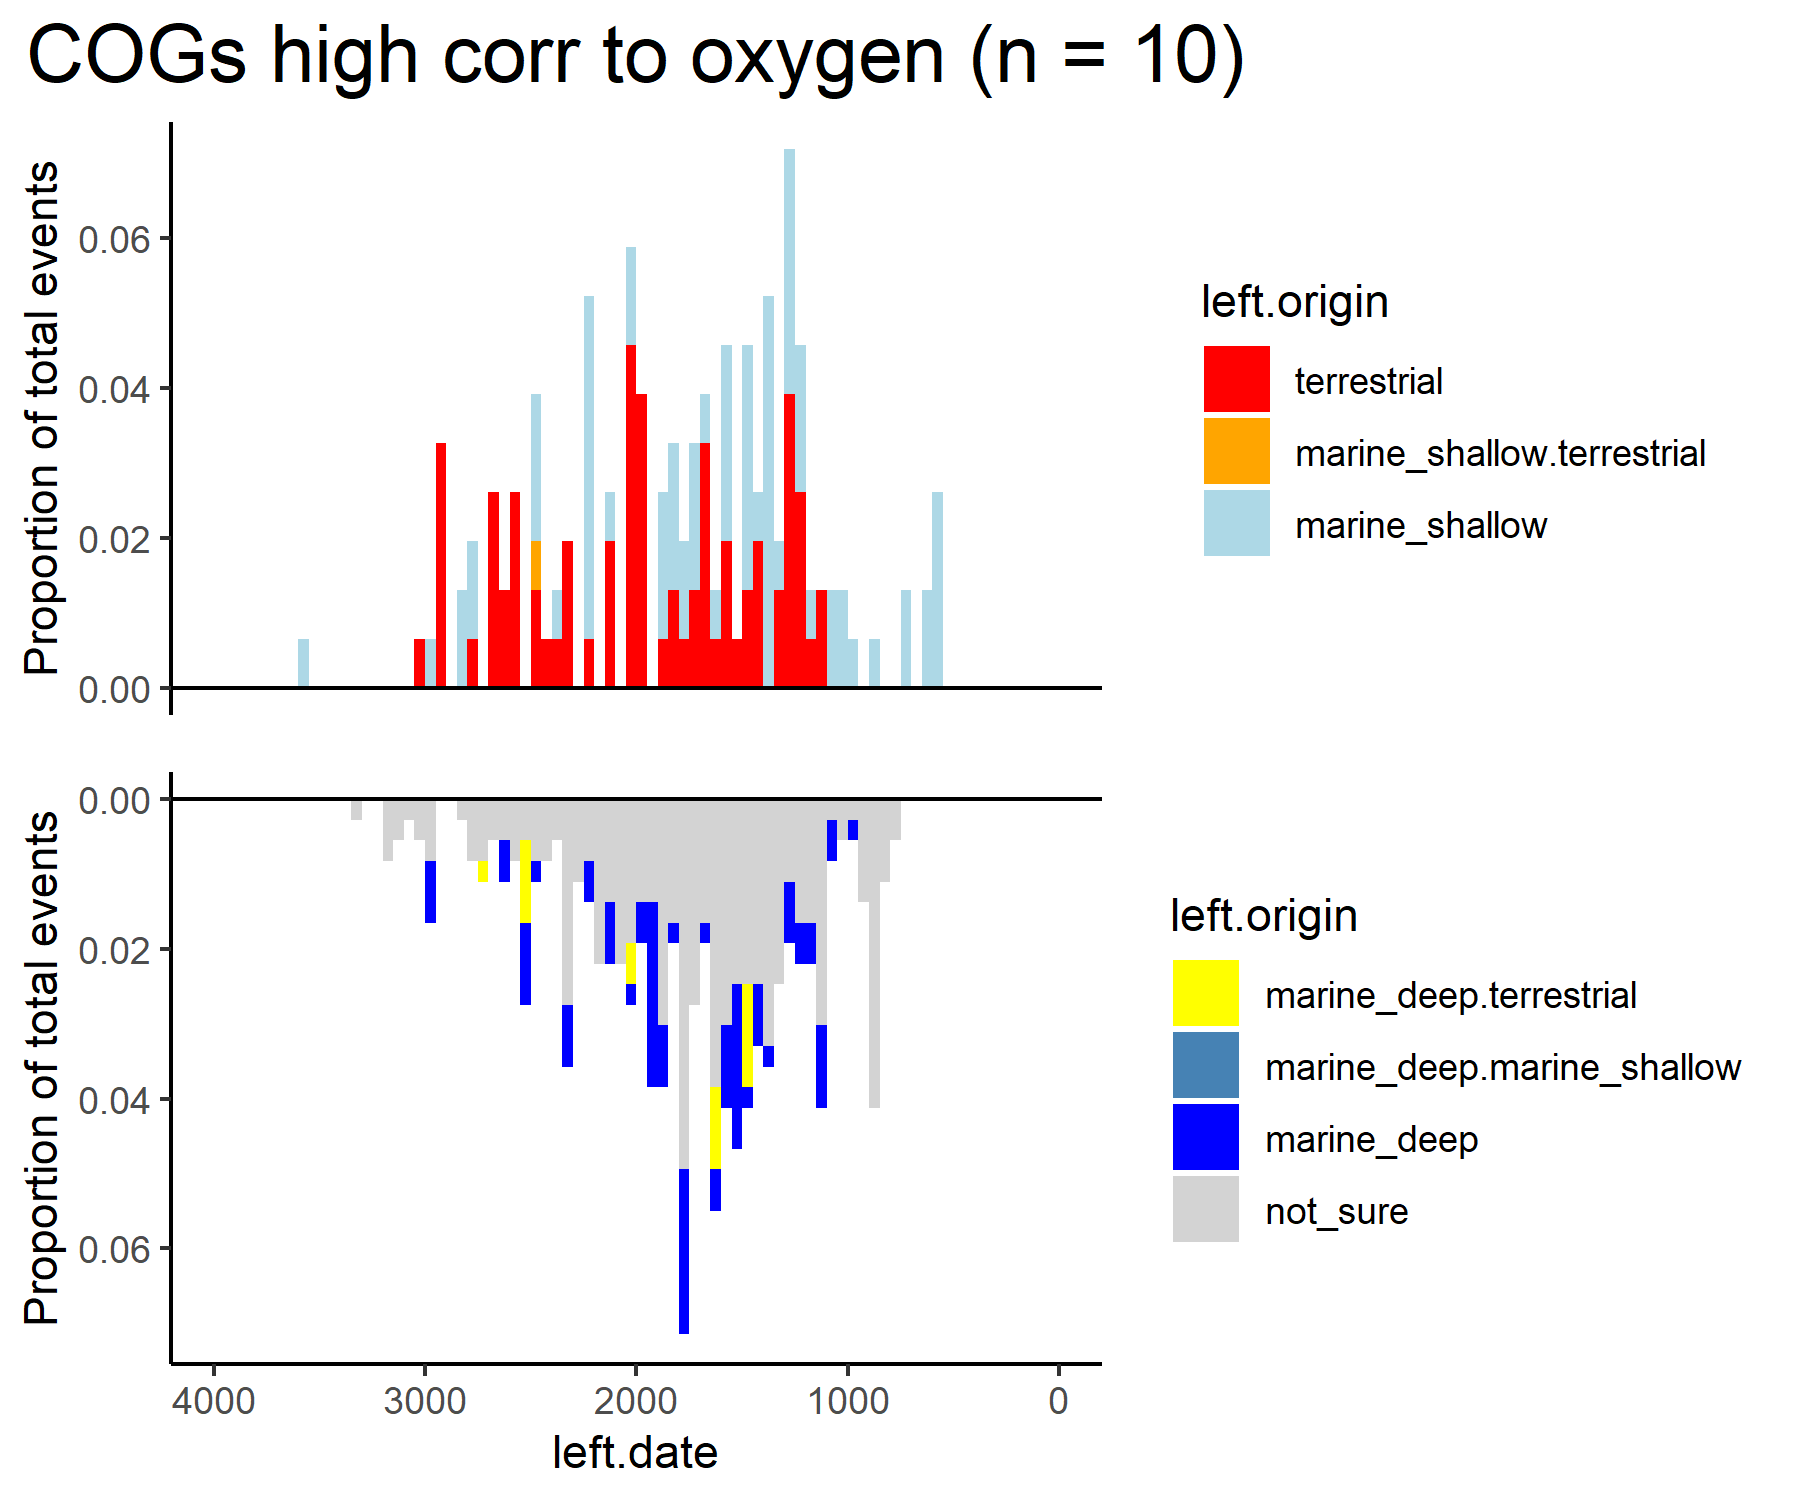 COGs high corr to oxygen (n = 10)
Proportion of total events
0.06
0.04
0.02
0.00
left.origin
terrestrial
marine_shallow.terrestrial
marine_shallow
Proportion of total events
0.00
0.02
0.04
0.06
4000 3000 2000 1000 0
left.date
left.origin
marine_deep.terrestrial
marine_deep.marine_shallow
marine_deep
not_sure